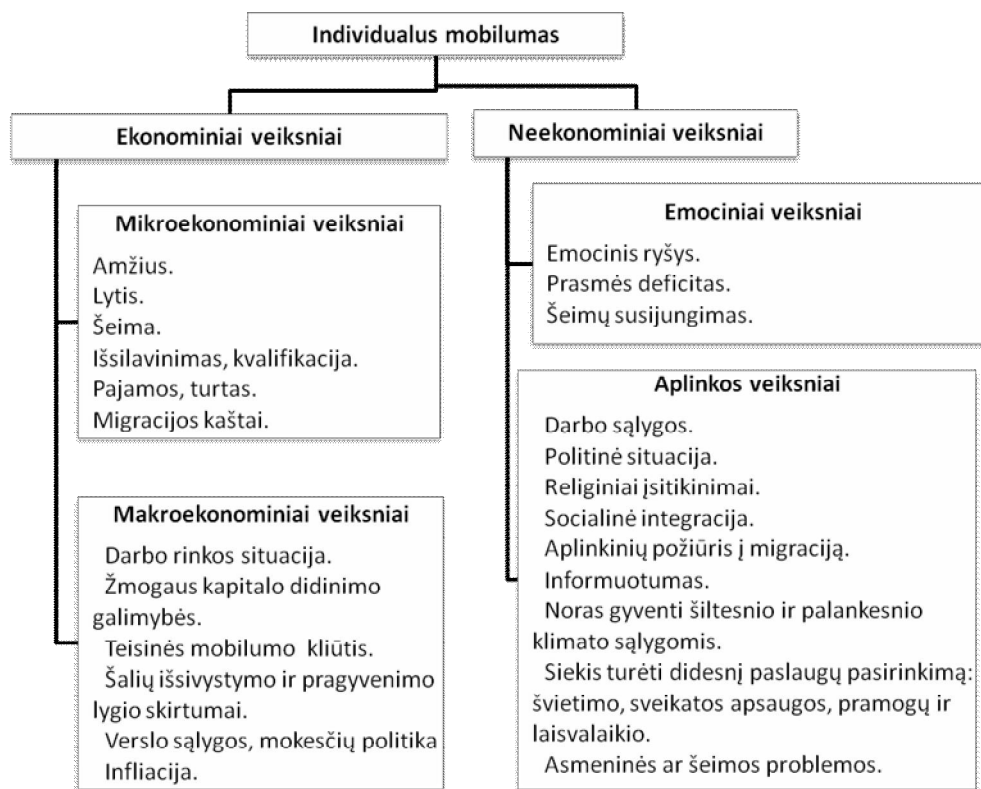 Individualus mobilumas
Ekonominiai veiksniai
Mikroekonominiai veiksniai
Amžius.
Lytis.
Šeima.
Išsilavinimas, kvalifikacija.
Pajamos, turtas.
Migracijos kaštai.
Makroekonominiai veiksniai
Darbo rinkos situacija.
Žmogaus kapitalo didinimo
galimybės.
Teisinės mobilumo kliūtis.
Šalių išsivystymo ir pragyvenimo
lygio skirtumai.
Verslo sąlygos, mokesčių politika
Infliacija.
Neekonominiai veiksniai
Emociniai veiksniai
Emocinis ryšys.
Prasmės deficitas.
Šeimų susijungimas.
Aplinkos veiksniai
Darbo sąlygos.
Politinė situacija.
Religiniai įsitikinimai.
Socialinė integracija.
Aplinkinių požiūris į migraciją.
Informuotumas.
Noras gyventi šiltesnio ir palankesnio
klimato sąlygomis.
Siekis turėti didesnį paslaugų pasirinkimą:
švietimo, sveikatos apsaugos, pramogų ir
laisvalaikio.
Asmeninės ar šeimos problemos.